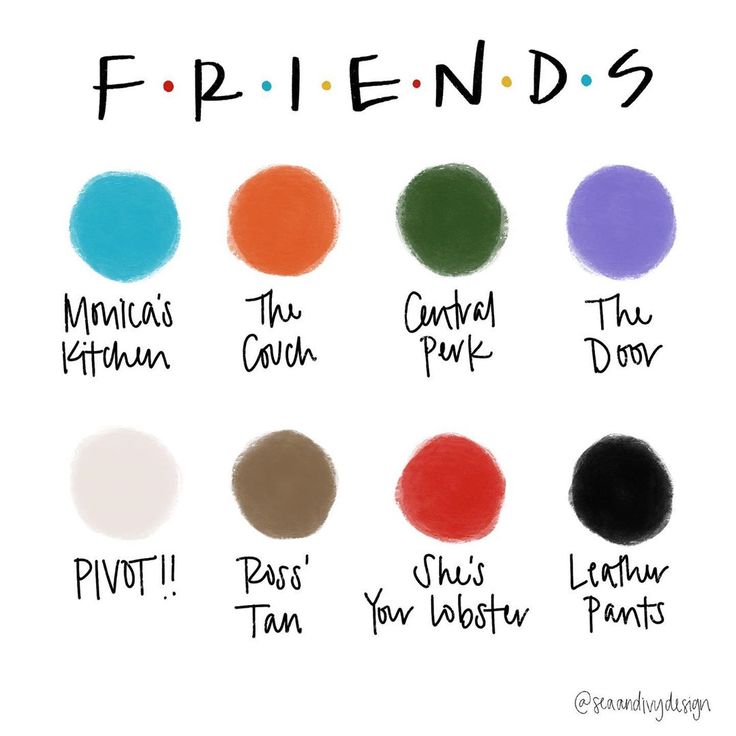 F•R•I•E•N•D•S
Monica's The Central The
Kitchen Couch Perk Door
PIVOT!! Ross' She's Leather
Tan Your Lobster Pants
@seaandivydesign